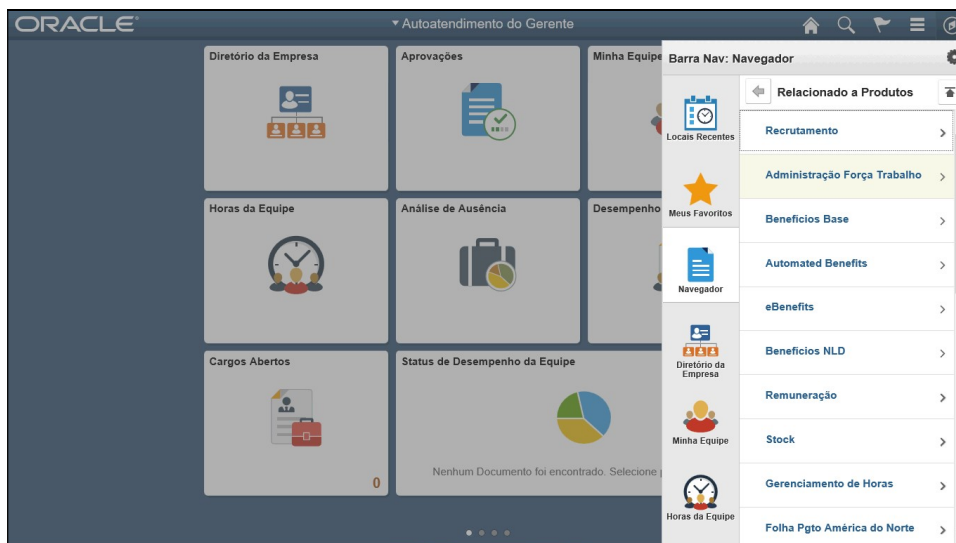 ORACLE
Autoatendimento do Gerente
Diretório da Empresa
Aprovações
Minha Equipe
Horas da Equipe
Análise de Ausência
Desempenho
Cargos Abertos
0
Status de Desempenho da Equipe
Nenhum Documento foi encontrado. Selecione
Barra Nav: Navegador
Locais Recentes
Meus Favoritos
Navegador
Diretório da
Empresa
Minha Equipe
Horas da Equipe
Relacionado a Produtos
Recrutamento
Administração Força Trabalho
Benefícios Base
Automated Benefits
eBenefits
Benefícios NLD
Remuneração
Stock
Gerenciamento de Horas
Folha Pgto América do Norte